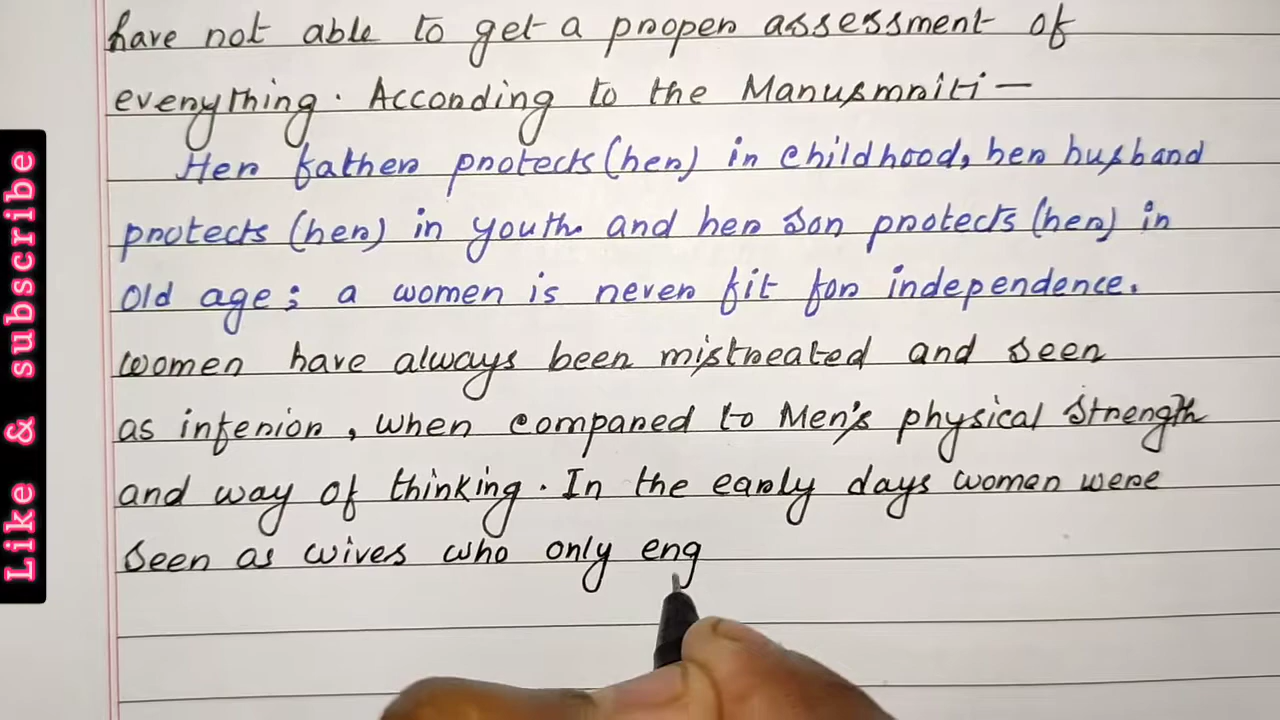 have not able to get a proper assessment of
everything. According to the Manusmriti –
Her father protects (her) in childhood, her husband
protects (her) in youth and her son protects (her) in
old age; a women is never fit for independence.
women have always been mistreated and seen
as inferior, when compared to Men's physical strength
and way of thinking. In the early days women were
seen as wives who only eng
Like & subscribe